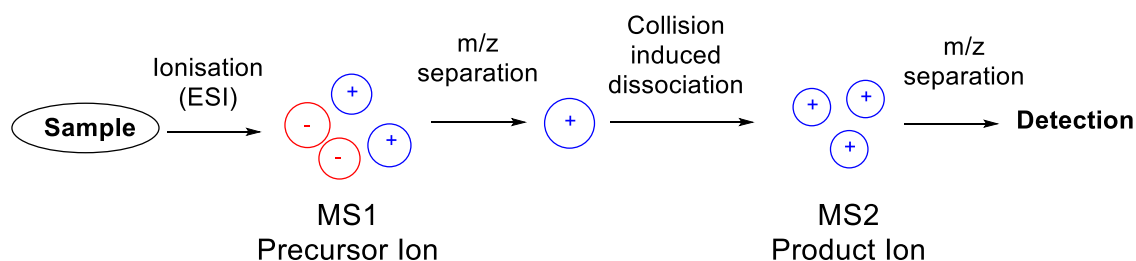 Sample
Ionisation
(ESI)
-
-
+
+
MS1
Precursor Ion
m/z
separation
+
Collision
induced
dissociation
+
+
+
MS2
Product Ion
m/z
separation
Detection